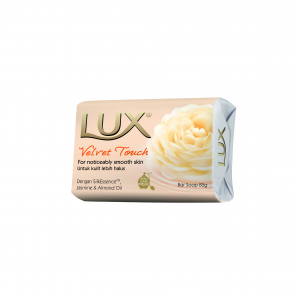 LUX
Velvet Touch
For noticeably smooth skin
Untuk kulit lebih halus
Dengan SilkEssence™,
Jasmine & Almond Oil
Bar Soap 85g